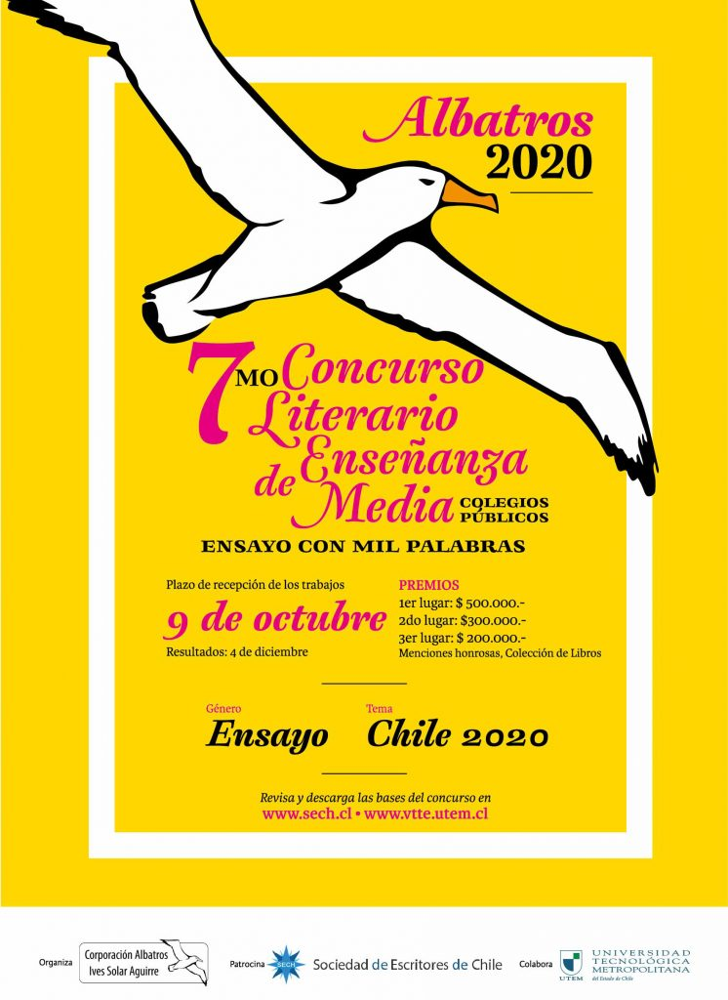 Albatros
2020
7MO Concurso
Literario
de Enseñanza
Media COLEGIOS
PÚBLICOS
ENSAYO CON MIL PALABRAS
Plazo de recepción de los trabajos
9 de octubre
Resultados: 4 de diciembre
PREMIOS
1er lugar: $ 500.000.-
2do lugar: $300.000.-
3er lugar: $ 200.000.-
Menciones honrosas, Colección de Libros
Género
Ensayo
Tema
Chile 2020
Revisa y descarga las bases del concurso en
www.sech.cl • www.vtte.utem.cl
Organiza
Corporación Albatros
Ives Solar Aguirre
Patrocina
SECH
Sociedad de Escritores de Chile
Colabora
UTEM
UNIVERSIDAD
TECNOLÓGICA
METROPOLITANA
del Estado de Chile